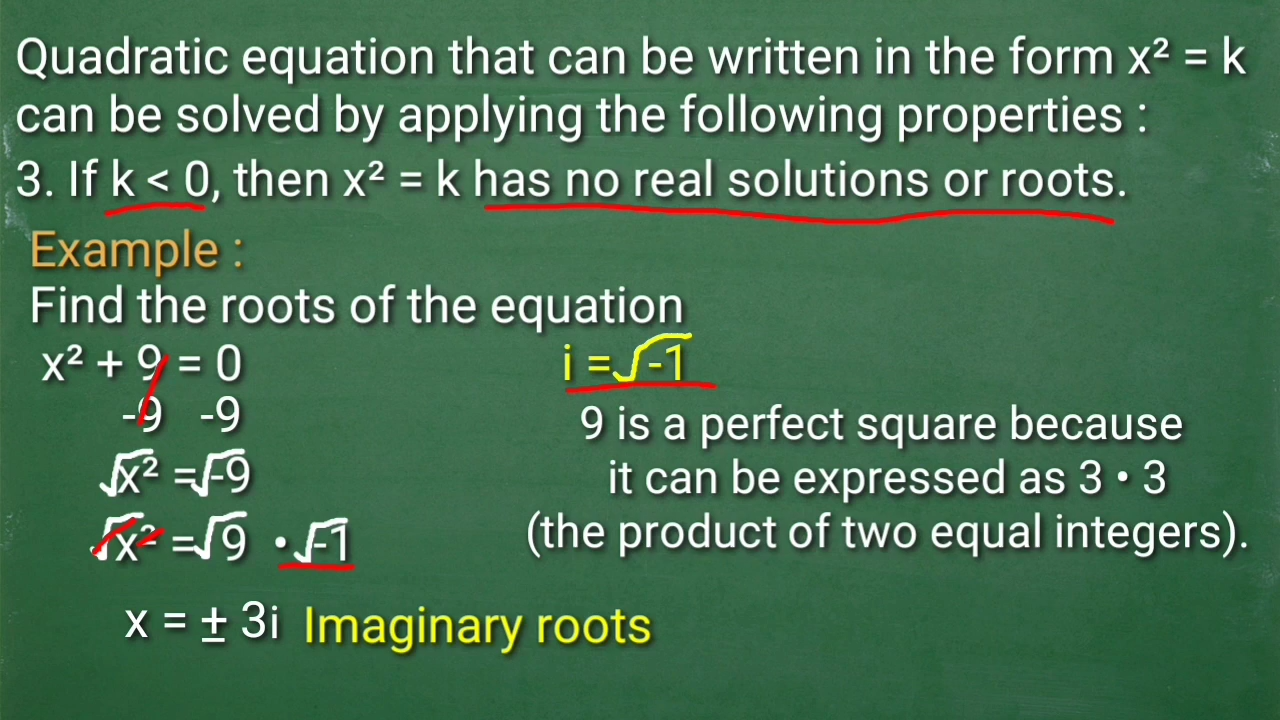 Quadratic equation that can be written in the form x² = k
can be solved by applying the following properties :
3. If k < 0, then x² = k has no real solutions or roots.
Example :
Find the roots of the equation
x² + 9 = 0
-9 -9
√x² = √-9
√x² = √9 • √-1
x = ± 3i Imaginary roots
i = √-1
9 is a perfect square because
it can be expressed as 3 • 3
(the product of two equal integers).